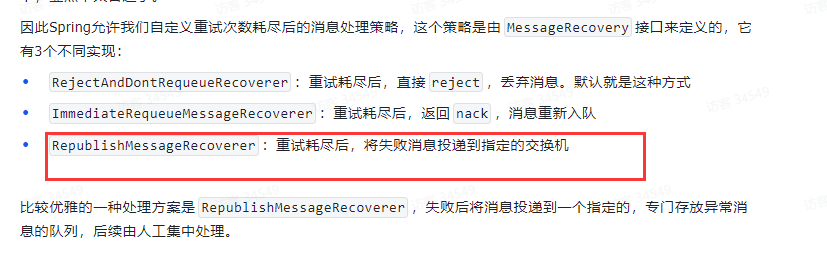 因此Spring允许我们自定义重试次数耗尽后的消息处理策略，这个策略是由 MessageRecovery 接口来定义的，它
有3个不同实现：
• RejectAndDontRequeueRecoverer ：重试耗尽后，直接 reject ，丢弃消息。默认就是这种方式
• ImmediateRequeueMessageRecoverer ：重试耗尽后，返回 nack ，消息重新入队
• RepublishMessageRecoverer ：重试耗尽后，将失败消息投递到指定的交换机
比较优雅的一种处理方案是 RepublishMessageRecoverer ，失败后将消息投递到一个指定的，专门存放异常消
息的队列，后续由人工集中处理。